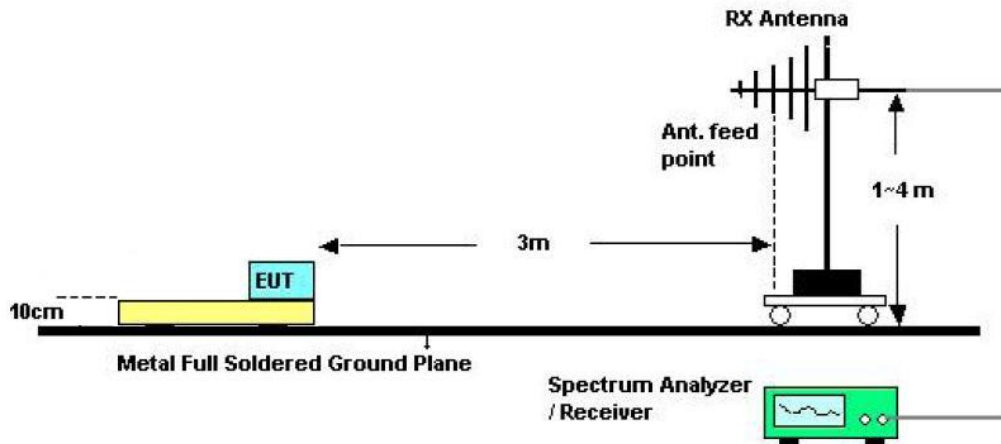 RX Antenna
Ant. feed
point
1~4 m
3m
EUT
10cm
Metal Full Soldered Ground Plane
Spectrum Analyzer
/ Receiver